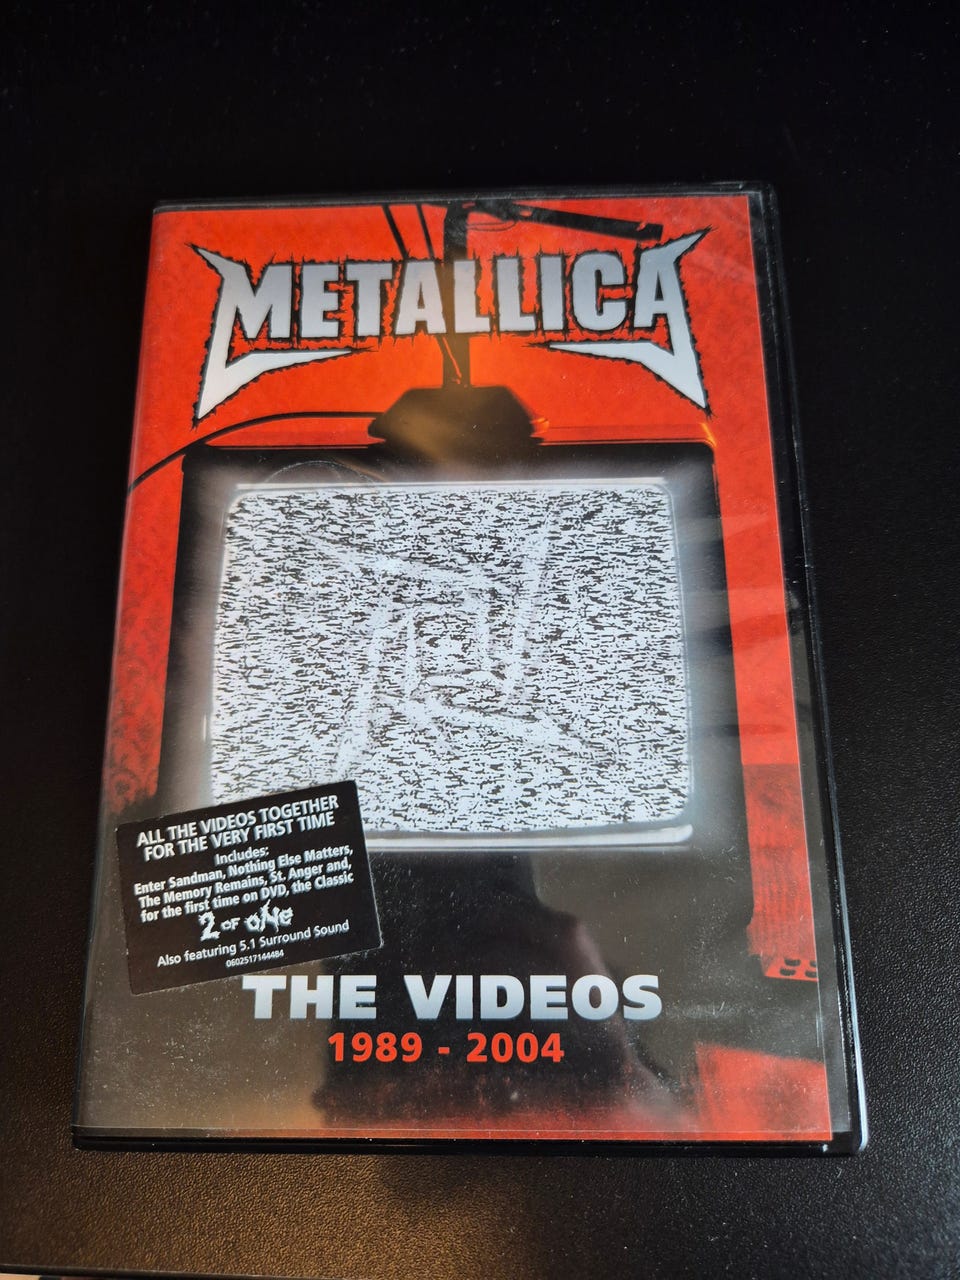 METALLICA
ALL THE VIDEOS TOGETHER
FOR THE VERY FIRST TIME
Includes:
Enter Sandman, Nothing Else Matters,
The Memory Remains, St. Anger and,
for the first time on DVD, the Classic
2 OF ONE
Also featuring 5.1 Surround Sound
0602517144484
THE VIDEOS
1989 - 2004